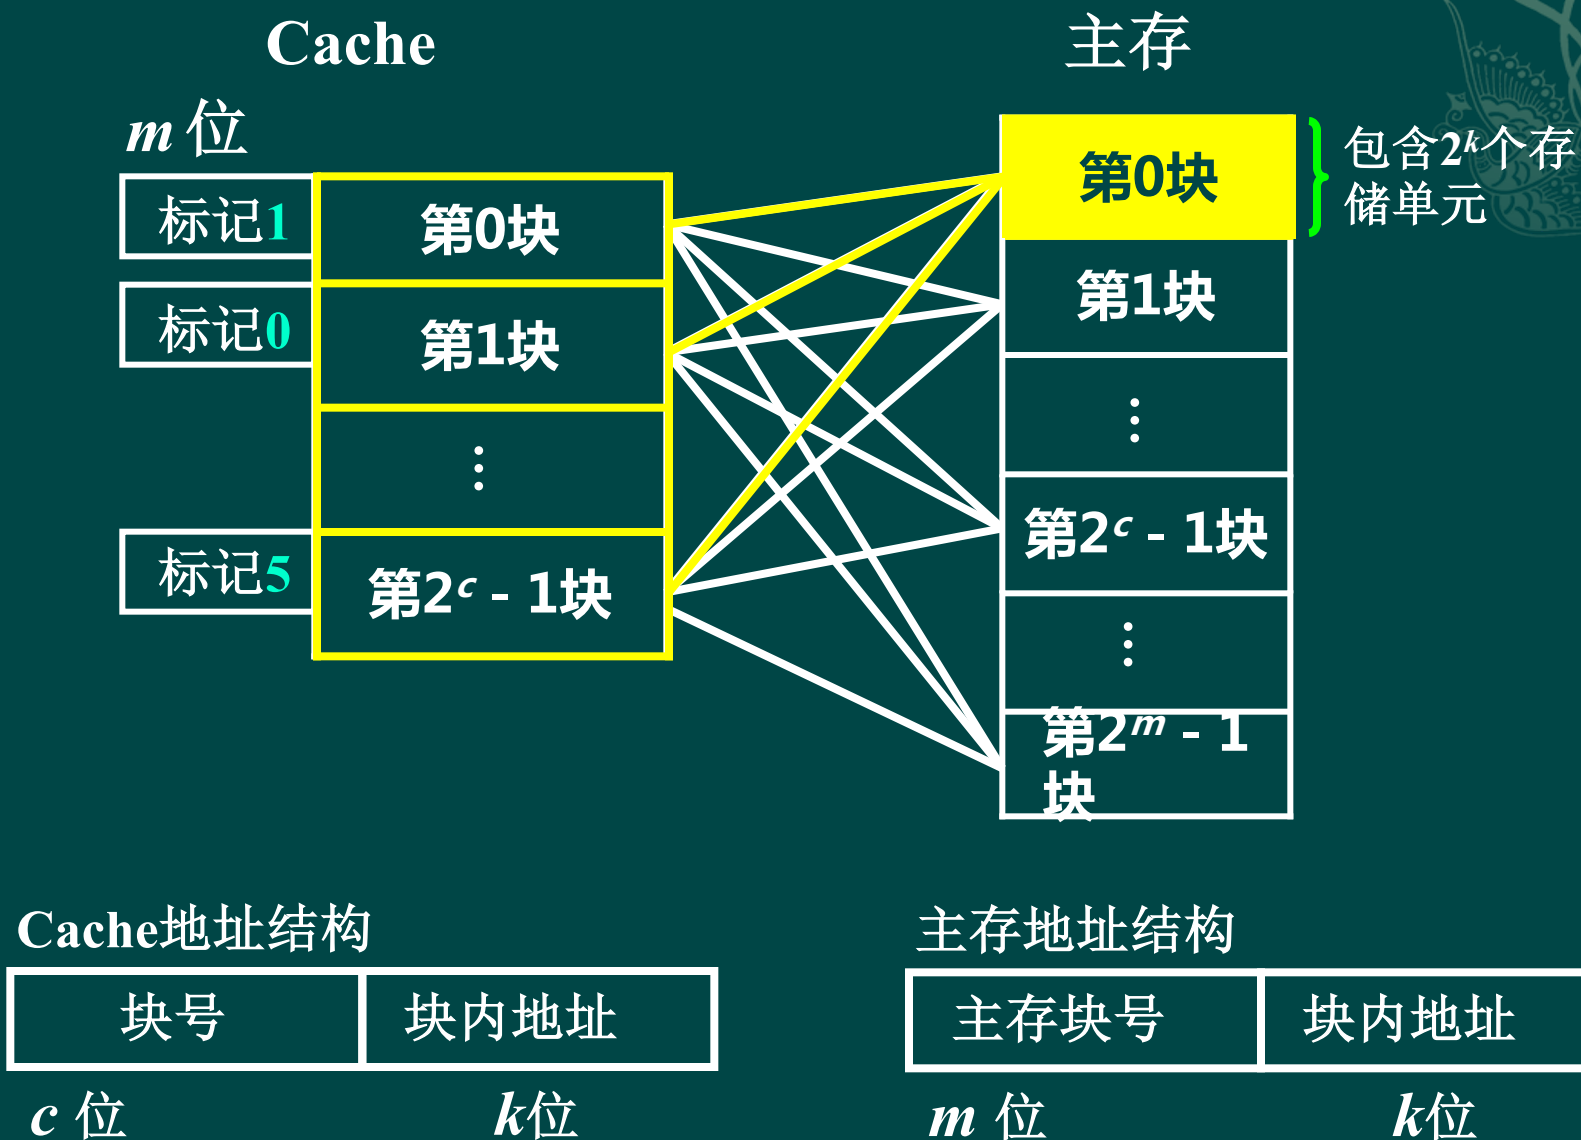 Cache
主存
m 位
标记1
第0块
第0块
包含2ᵏ个存
储单元
标记0
第1块
第1块
⋮
⋮
标记5
第2ᶜ - 1块
第2ᶜ - 1块
⋮
第2ᵐ - 1
块
Cache地址结构
主存地址结构
块号
块内地址
主存块号
块内地址
c 位
k位
m 位
k位